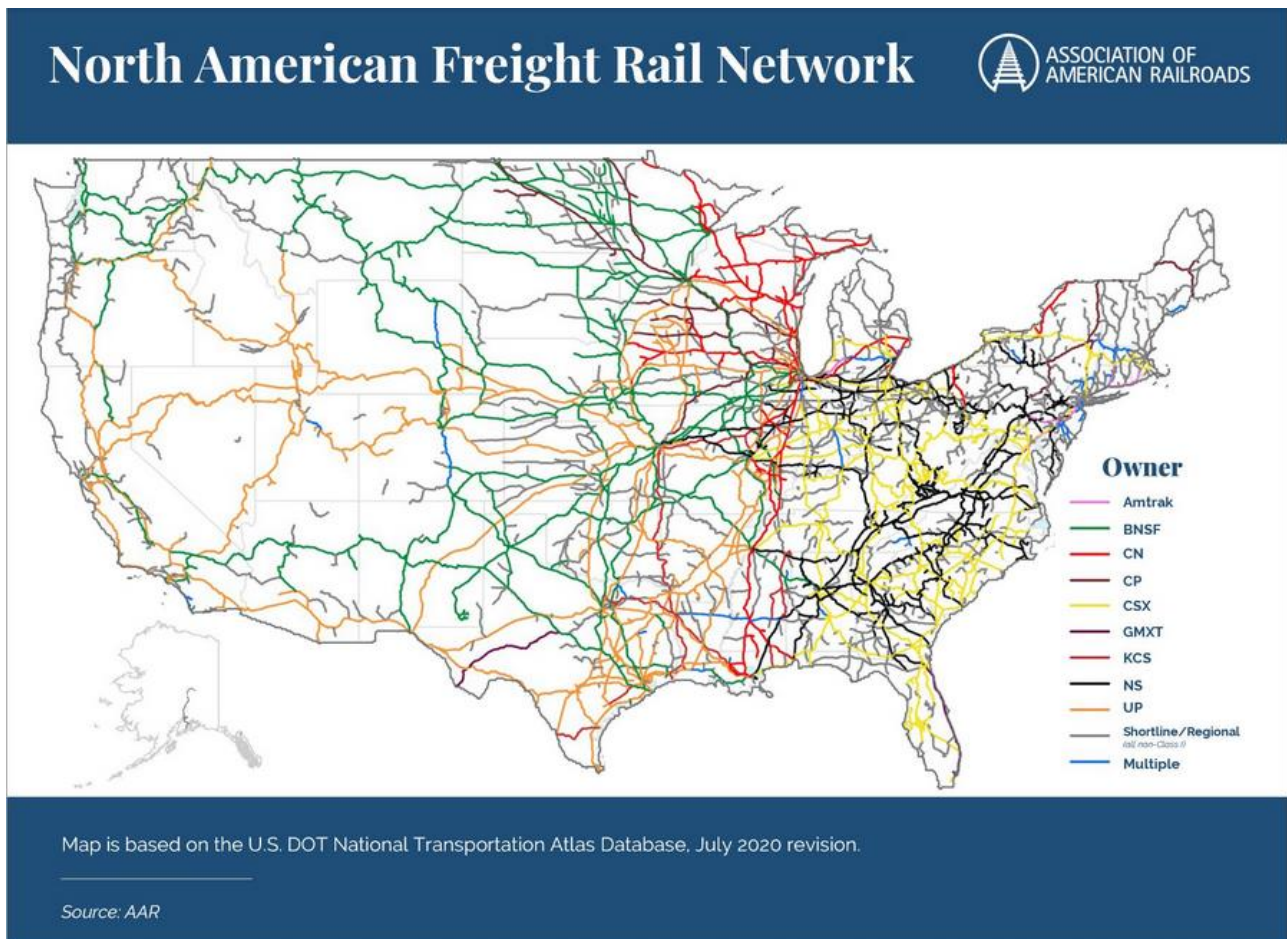 North American Freight Rail Network
ASSOCIATION OF
AMERICAN RAILROADS
Owner
Amtrak
BNSF
CN
CP
CSX
GMXT
KCS
NS
UP
Shortline/Regional
(all non-Class I)
Multiple
Map is based on the U.S. DOT National Transportation Atlas Database, July 2020 revision.
Source: AAR